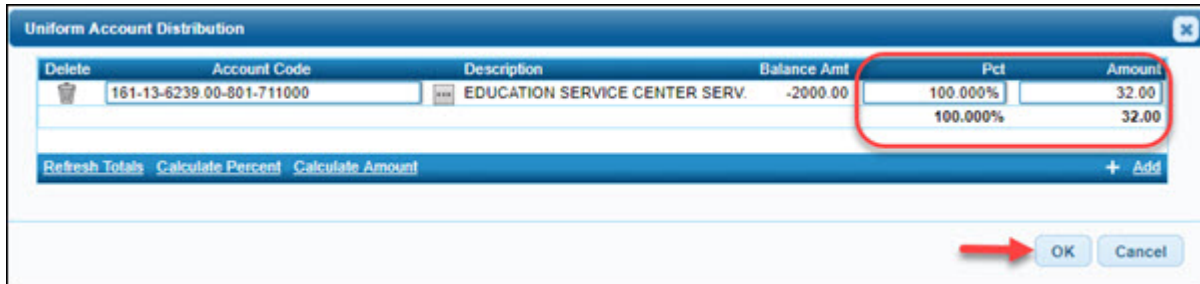 Uniform Account Distribution
Delete Account Code Description Balance Amt Pct Amount
161-13-6239.00-801-711000 ... EDUCATION SERVICE CENTER SERV. -2000.00 100.000% 32.00
100.000% 32.00
Refresh Totals Calculate Percent Calculate Amount + Add
OK Cancel